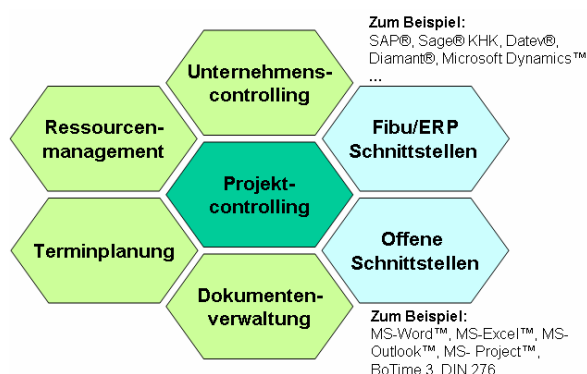 Zum Beispiel:
SAP®, Sage® KHK, Datev®,
Diamant®, Microsoft Dynamics™
...
Unternehmens-
controlling
Ressourcen-
management
Fibu/ERP
Schnittstellen
Projekt-
controlling
Terminplanung
Offene
Schnittstellen
Dokumenten-
verwaltung
Zum Beispiel:
MS-Word™, MS-Excel™, MS-
Outlook™, MS- Project™,
BoTime 3, DIN 276